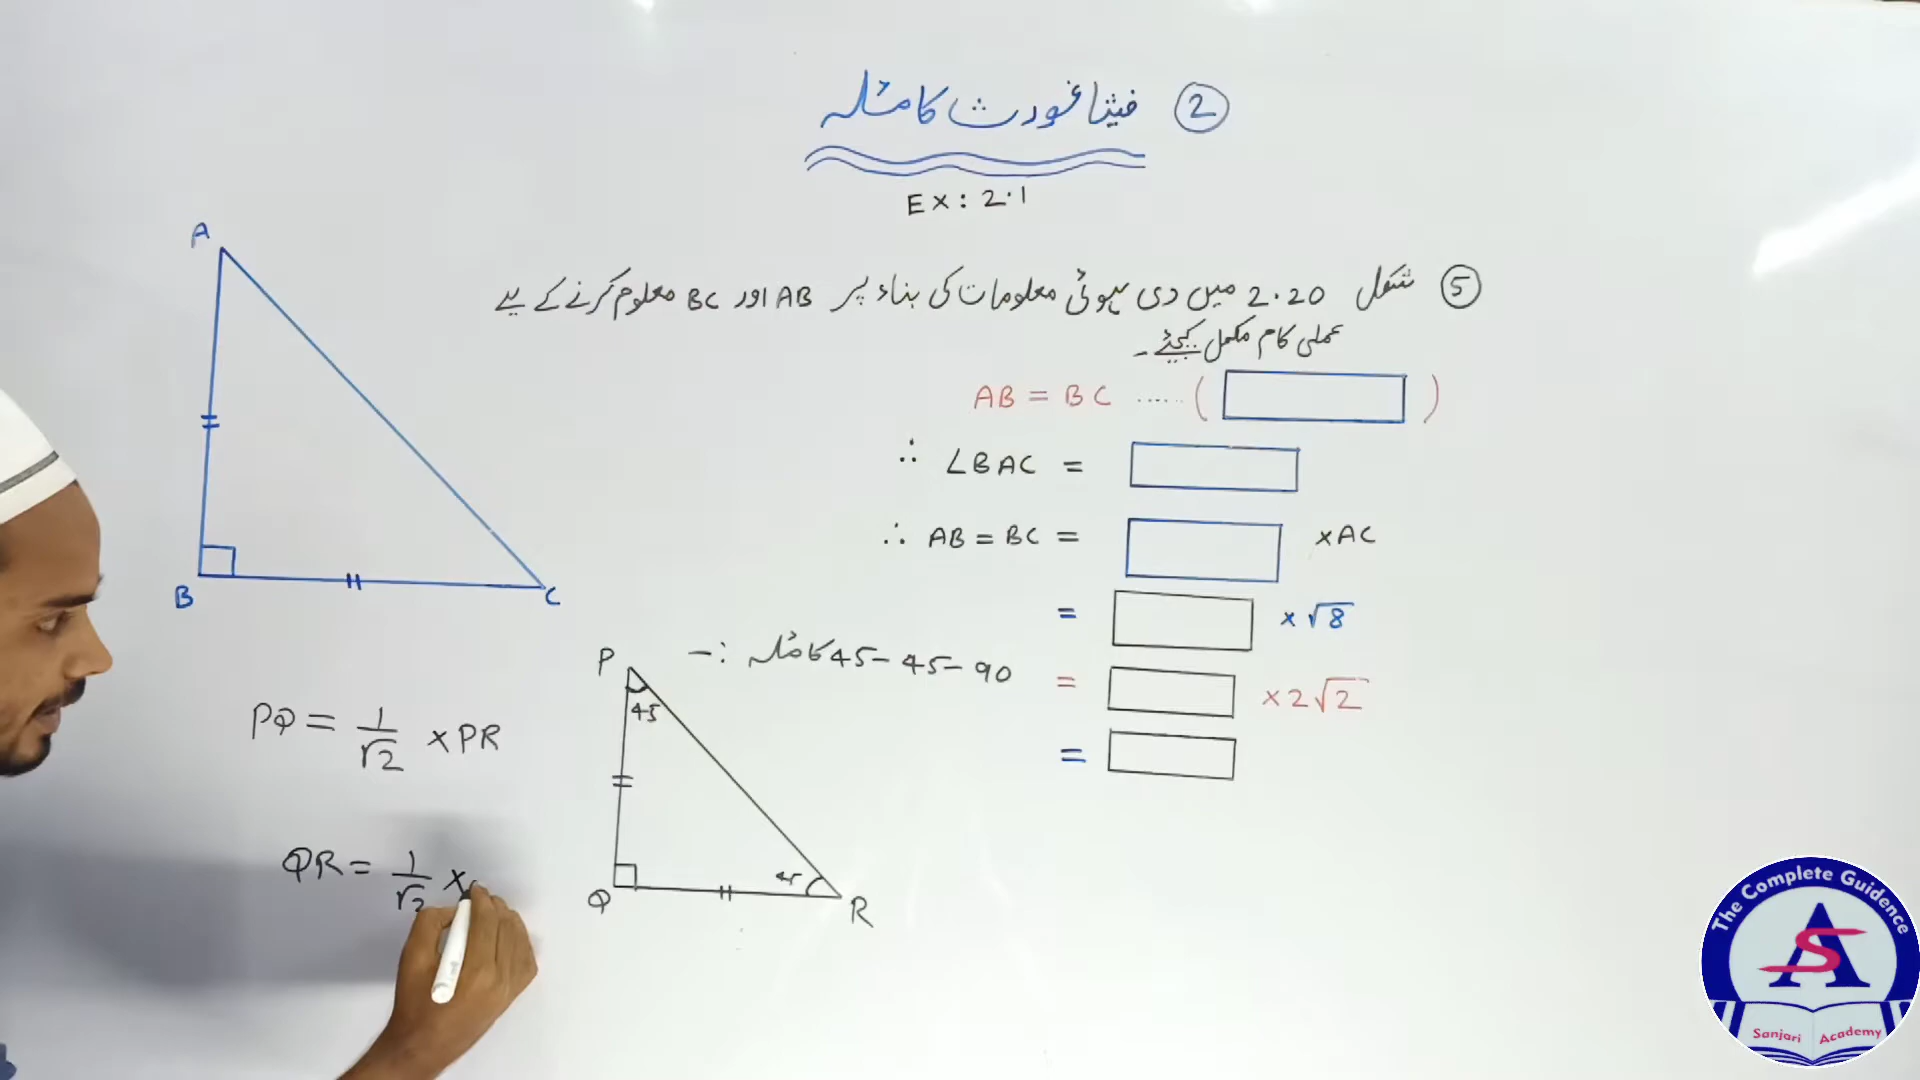 ② فیثاغورث کا مسئلہ
Ex: 2.1
⑤ شکل 2.20 میں دی ہوئی معلومات کی بناء پر AB اور BC معلوم کرنے کے لیے
عملی کام مکمل کیجئے۔
AB = BC ..... ( )
∴ ∠BAC =
∴ AB = BC = ×AC
= ×√8
= ×2√2
=
A
B
C
45-45-90 کا مسئلہ :-
P
45
Q
45
R
PQ = 1/√2 ×PR
QR = 1/√2 ×
The Complete Guidence
AS
Sanjari Academy